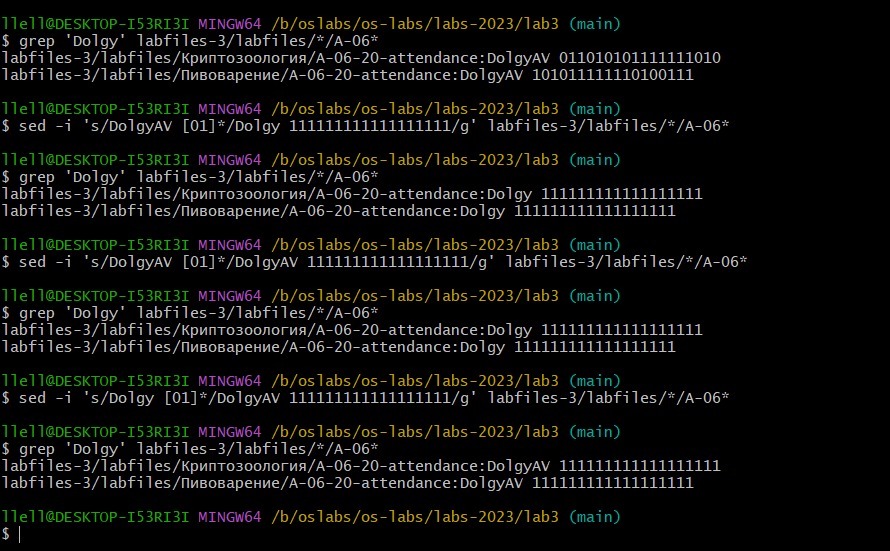 llell@DESKTOP-I53RI3I MINGW64 /b/oslabs/os-labs/labs-2023/lab3 (main)
$ grep 'Dolgy' labfiles-3/labfiles/*/A-06*
labfiles-3/labfiles/Криптозоология/A-06-20-attendance:DolgyAV 011010101111111010
labfiles-3/labfiles/Пивоварение/A-06-20-attendance:DolgyAV 101011111110100111
llell@DESKTOP-I53RI3I MINGW64 /b/oslabs/os-labs/labs-2023/lab3 (main)
$ sed -i 's/DolgyAV [01]*/Dolgy 111111111111111111/g' labfiles-3/labfiles/*/A-06*
llell@DESKTOP-I53RI3I MINGW64 /b/oslabs/os-labs/labs-2023/lab3 (main)
$ grep 'Dolgy' labfiles-3/labfiles/*/A-06*
labfiles-3/labfiles/Криптозоология/A-06-20-attendance:Dolgy 111111111111111111
labfiles-3/labfiles/Пивоварение/A-06-20-attendance:Dolgy 111111111111111111
llell@DESKTOP-I53RI3I MINGW64 /b/oslabs/os-labs/labs-2023/lab3 (main)
$ sed -i 's/DolgyAV [01]*/DolgyAV 111111111111111111/g' labfiles-3/labfiles/*/A-06*
llell@DESKTOP-I53RI3I MINGW64 /b/oslabs/os-labs/labs-2023/lab3 (main)
$ grep 'Dolgy' labfiles-3/labfiles/*/A-06*
labfiles-3/labfiles/Криптозоология/A-06-20-attendance:Dolgy 111111111111111111
labfiles-3/labfiles/Пивоварение/A-06-20-attendance:Dolgy 111111111111111111
llell@DESKTOP-I53RI3I MINGW64 /b/oslabs/os-labs/labs-2023/lab3 (main)
$ sed -i 's/Dolgy [01]*/DolgyAV 111111111111111111/g' labfiles-3/labfiles/*/A-06*
llell@DESKTOP-I53RI3I MINGW64 /b/oslabs/os-labs/labs-2023/lab3 (main)
$ grep 'Dolgy' labfiles-3/labfiles/*/A-06*
labfiles-3/labfiles/Криптозоология/A-06-20-attendance:DolgyAV 111111111111111111
labfiles-3/labfiles/Пивоварение/A-06-20-attendance:DolgyAV 111111111111111111
llell@DESKTOP-I53RI3I MINGW64 /b/oslabs/os-labs/labs-2023/lab3 (main)
$